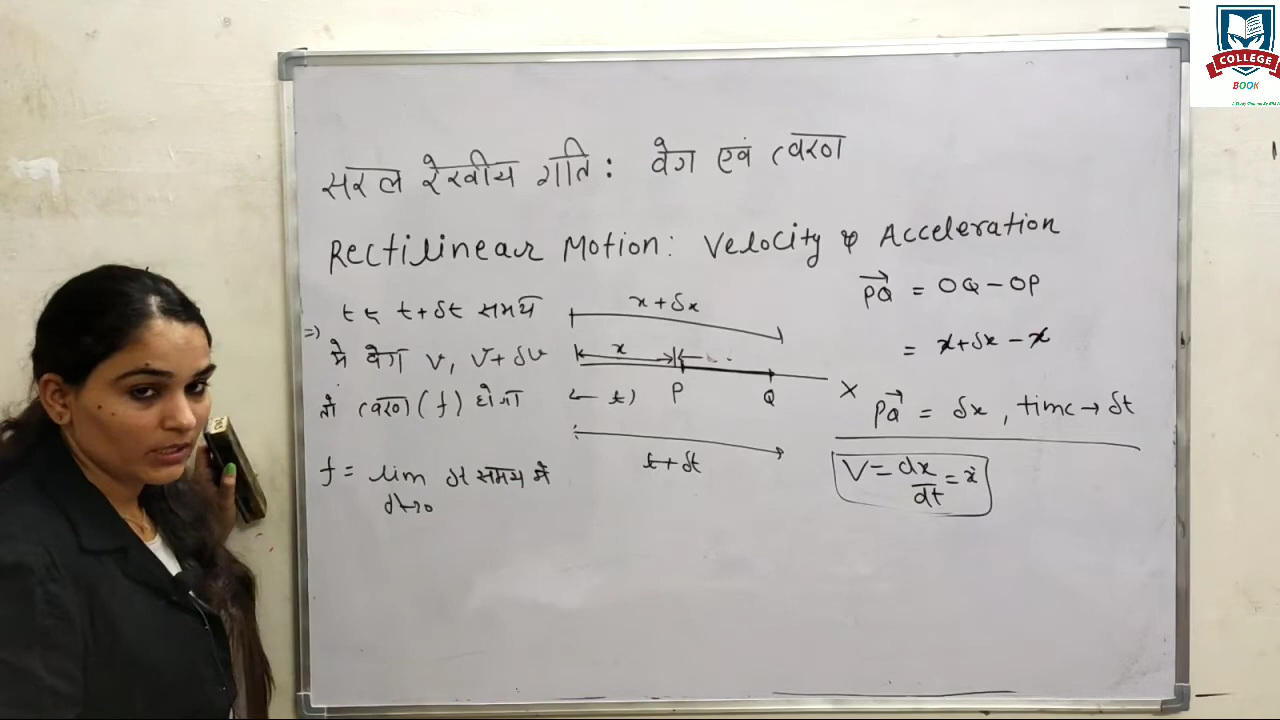 सरल रेखीय गति : वेग एवं त्वरण
Rectilinear Motion: Velocity & Acceleration
t व t+δt समय
=> मे वेग v, v+δv
तो त्वरण (f) होगा
f = lim δt समय मे
δt→0
x+δx
x
P
Q
X
← t)
t+δt
PQ = OQ - OP
= x+δx - x
PQ = δx, time → δt
V = dx/dt = ẋ
COLLEGE
BOOK